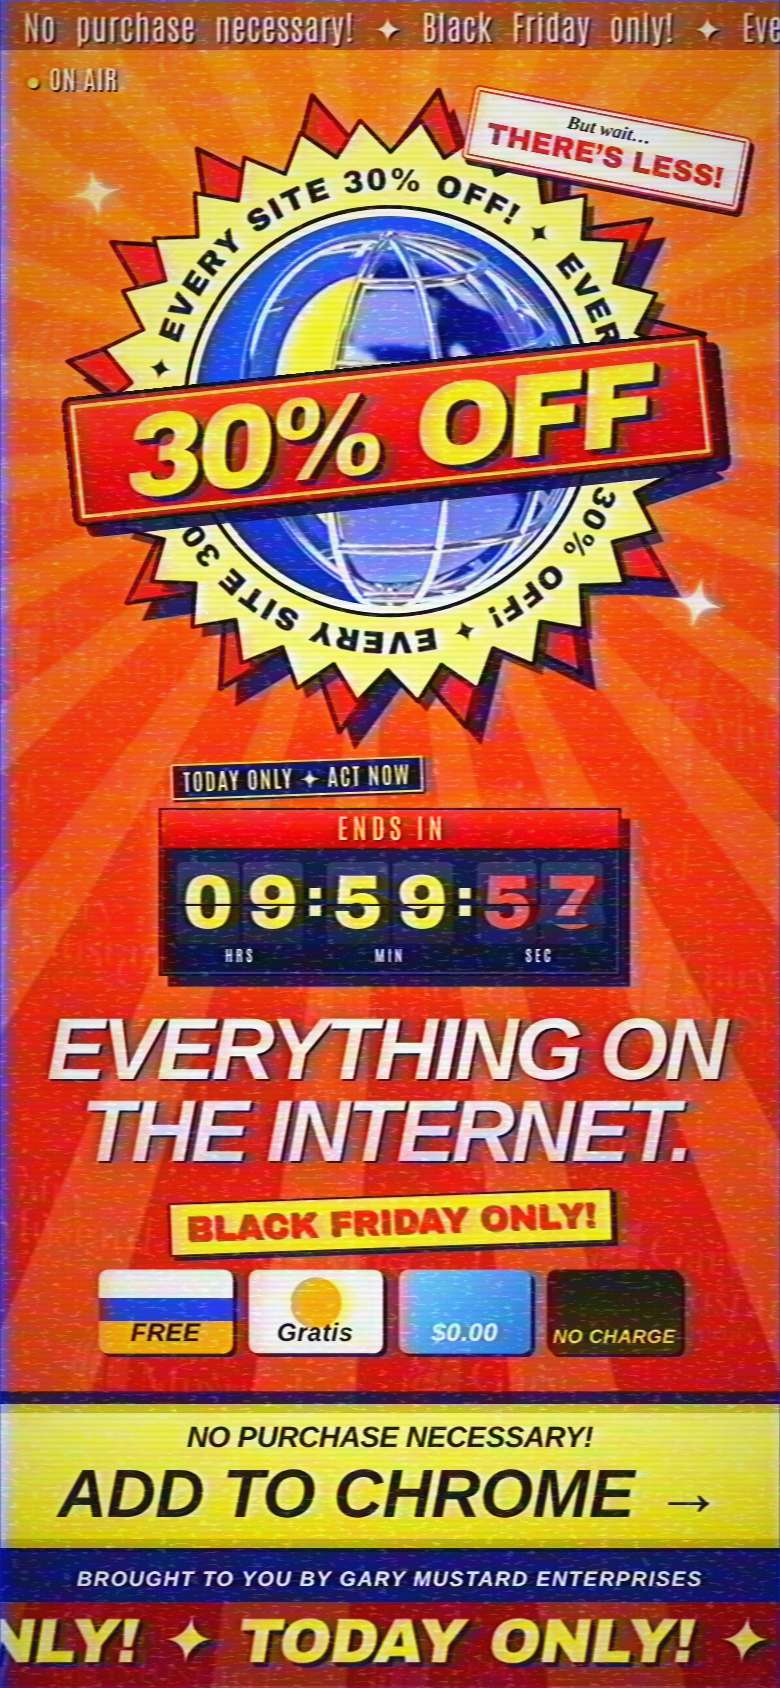 No purchase necessary! ✦ Black Friday only! ✦ Eve
ON AIR
But wait...
THERE'S LESS!
✦ EVERY SITE 30% OFF! ✦ EVER
30% OFF
30% OFF! ✦ EVERY SITE 30
TODAY ONLY ✦ ACT NOW
ENDS IN
09:59:57
HRS MIN SEC
EVERYTHING ON
THE INTERNET.
BLACK FRIDAY ONLY!
FREE Gratis $0.00 NO CHARGE
NO PURCHASE NECESSARY!
ADD TO CHROME →
BROUGHT TO YOU BY GARY MUSTARD ENTERPRISES
NLY! ✦ TODAY ONLY! ✦